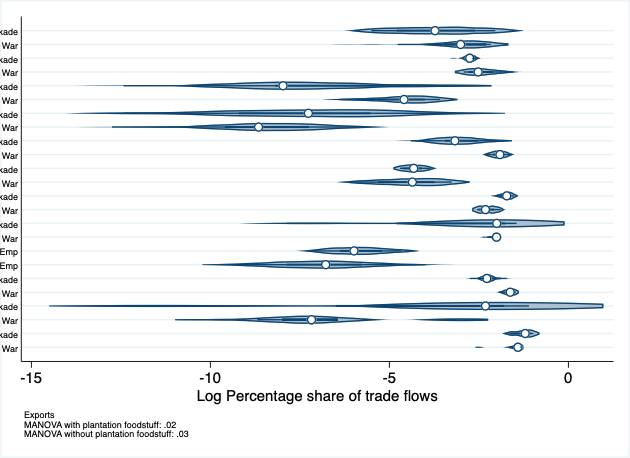 kade
War
kade
War
kade
War
kade
War
kade
War
kade
War
kade
War
kade
War
Emp
Emp
kade
War
kade
War
kade
War
-15 -10 -5 0
Log Percentage share of trade flows
Exports
MANOVA with plantation foodstuff: .02
MANOVA without plantation foodstuff: .03